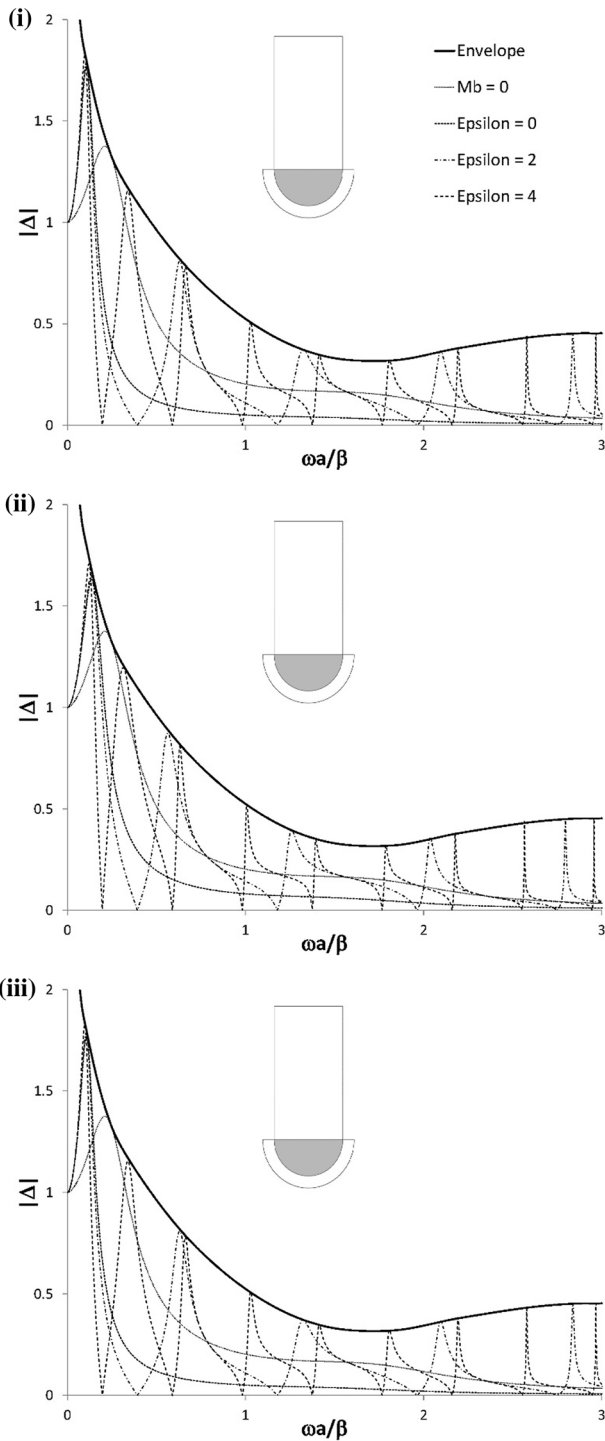 (i)
2
1.5
1
0.5
0
|Δ|
0 1 2 3
ωa/β
Envelope
Mb = 0
Epsilon = 0
Epsilon = 2
Epsilon = 4
(ii)
2
1.5
1
0.5
0
|Δ|
0 1 2 3
ωa/β
(iii)
2
1.5
1
0.5
0
|Δ|
0 1 2 3
ωa/β